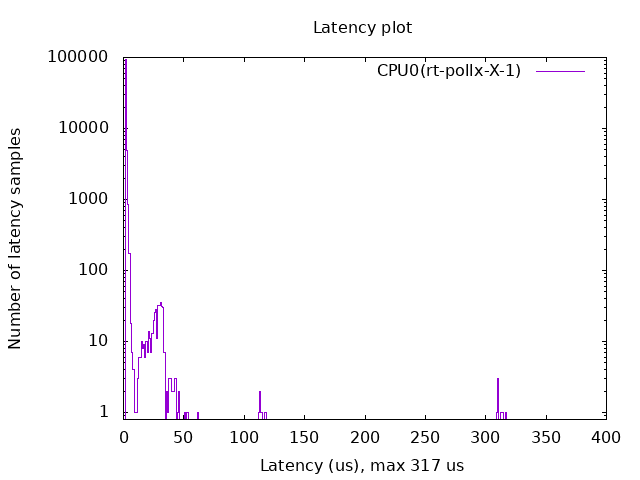 Latency plot
CPU0(rt-pollx-X-1)
Number of latency samples
100000
10000
1000
100
10
1
0 50 100 150 200 250 300 350 400
Latency (us), max 317 us